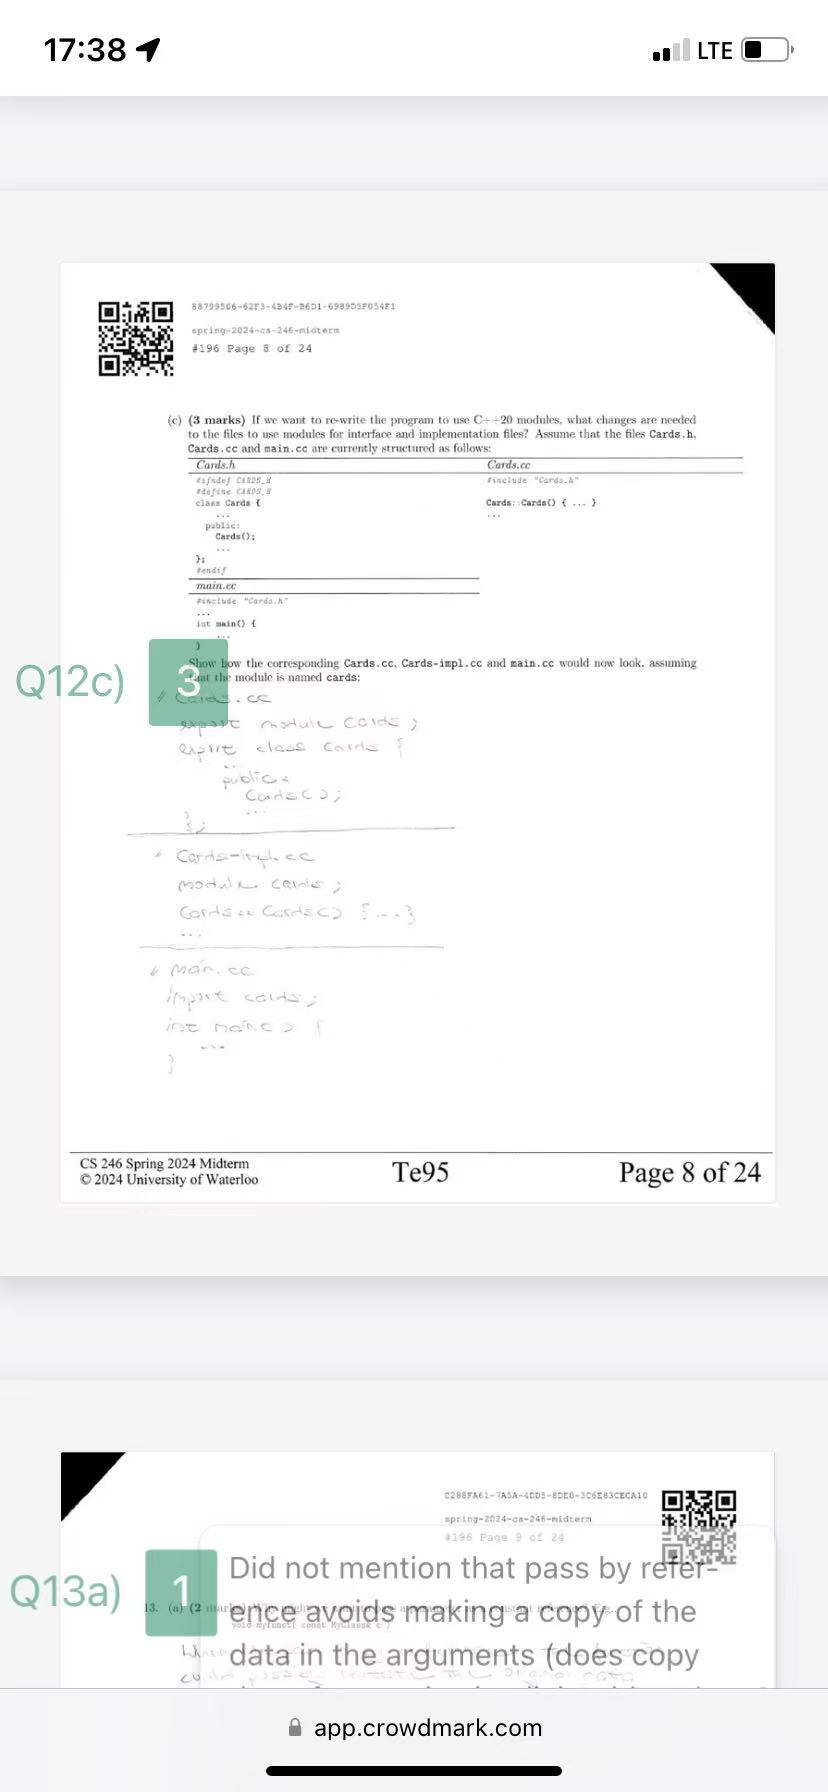 17:38
LTE
88799506-62F3-4B4F-B6D1-6989D5F054F1
spring-2024-cs-246-midterm
#196 Page 8 of 24
(c) (3 marks) If we want to re-write the program to use C++20 modules, what changes are needed
to the files to use modules for interface and implementation files? Assume that the files Cards.h,
Cards.cc and main.cc are currently structured as follows:
Cards.h
#ifndef CARDS_H
#define CARDS_H
class Cards {
...
public:
Cards();
...
};
#endif
Cards.cc
#include "Cards.h"
Cards::Cards() { ... }
...
main.cc
#include "Cards.h"
...
int main() {
...
}
Show how the corresponding Cards.cc, Cards-impl.cc and main.cc would now look, assuming
that the module is named cards:
Q12c)
3
Cards.cc
export module cards;
export class Cards {
...
public:
Cards();
...
};
Cards-impl.cc
module cards;
Cards::Cards() {...}
...
main.cc
import cards;
int main() {
...
}
CS 246 Spring 2024 Midterm
© 2024 University of Waterloo
Te95
Page 8 of 24
C288FA61-7A5A-4DD5-8DE0-3C6E83CECA10
spring-2024-cs-246-midterm
#196 Page 9 of 24
Q13a)
1
13. (a) (2
void myfunct( const MyClass& c )
Did not mention that pass by refer-
ence avoids making a copy of the
data in the arguments (does copy
app.crowdmark.com